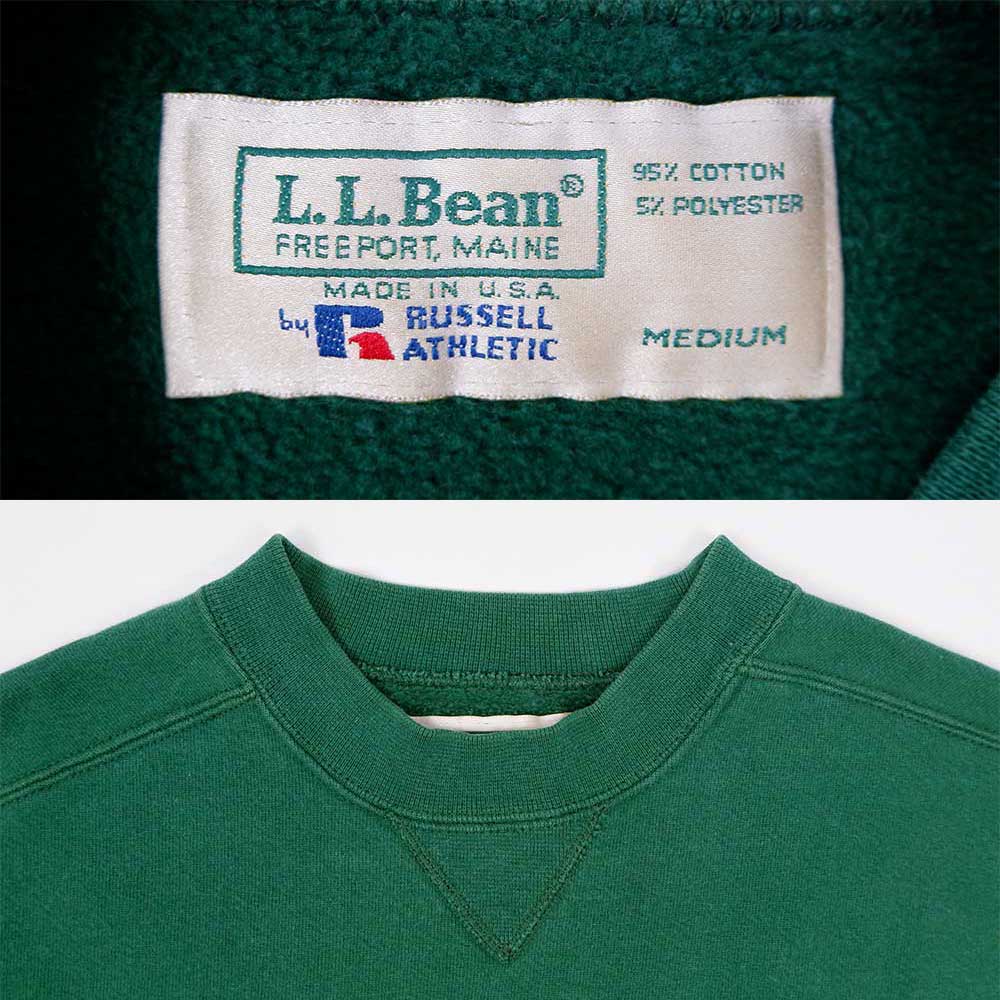 L.L.Bean®
FREEPORT, MAINE
MADE IN U.S.A.
by RUSSELL
ATHLETIC
95% COTTON
5% POLYESTER
MEDIUM